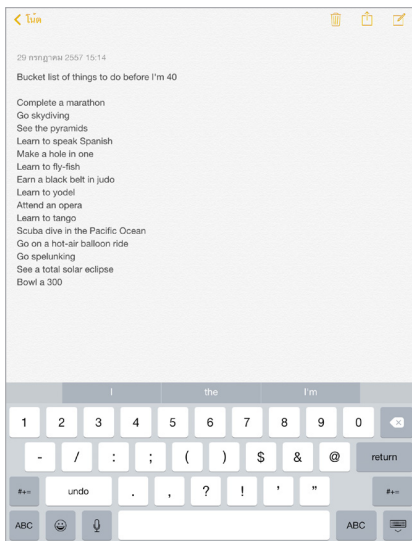 โน้ต
29 กรกฎาคม 2557 15:14
Bucket list of things to do before I'm 40
Complete a marathon
Go skydiving
See the pyramids
Learn to speak Spanish
Make a hole in one
Learn to fly-fish
Earn a black belt in judo
Learn to yodel
Attend an opera
Learn to tango
Scuba dive in the Pacific Ocean
Go on a hot-air balloon ride
Go spelunking
See a total solar eclipse
Bowl a 300
I the I'm
1 2 3 4 5 6 7 8 9 0
- / : ; ( ) $ & @ return
#+= undo . , ? ! ' " #+=
ABC ABC